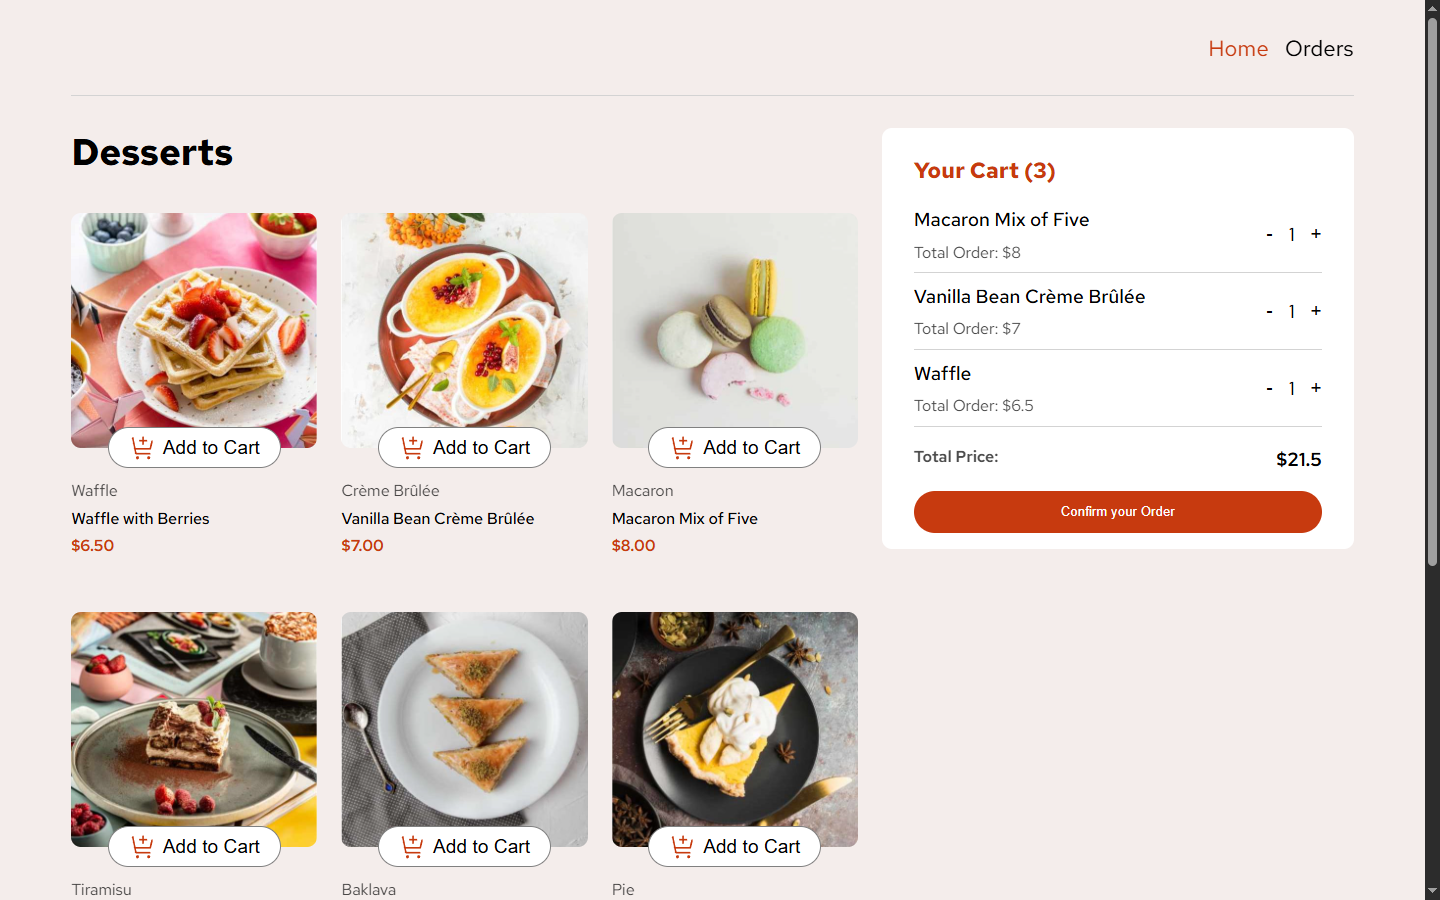 Home Orders
Desserts
Add to Cart
Waffle
Waffle with Berries
$6.50
Add to Cart
Crème Brûlée
Vanilla Bean Crème Brûlée
$7.00
Add to Cart
Macaron
Macaron Mix of Five
$8.00
Add to Cart
Tiramisu
Add to Cart
Baklava
Add to Cart
Pie
Your Cart (3)
Macaron Mix of Five
Total Order: $8
- 1 +
Vanilla Bean Crème Brûlée
Total Order: $7
- 1 +
Waffle
Total Order: $6.5
- 1 +
Total Price: $21.5
Confirm your Order